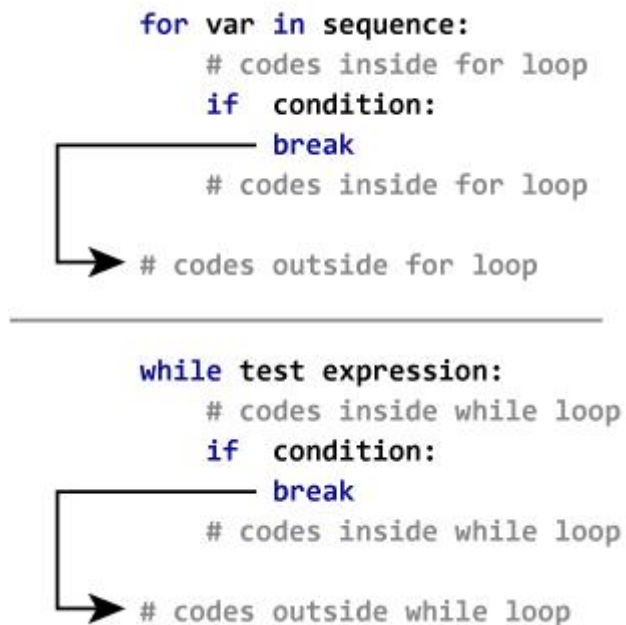 for var in sequence:
# codes inside for loop
if condition:
break
# codes inside for loop
# codes outside for loop
while test expression:
# codes inside while loop
if condition:
break
# codes inside while loop
# codes outside while loop